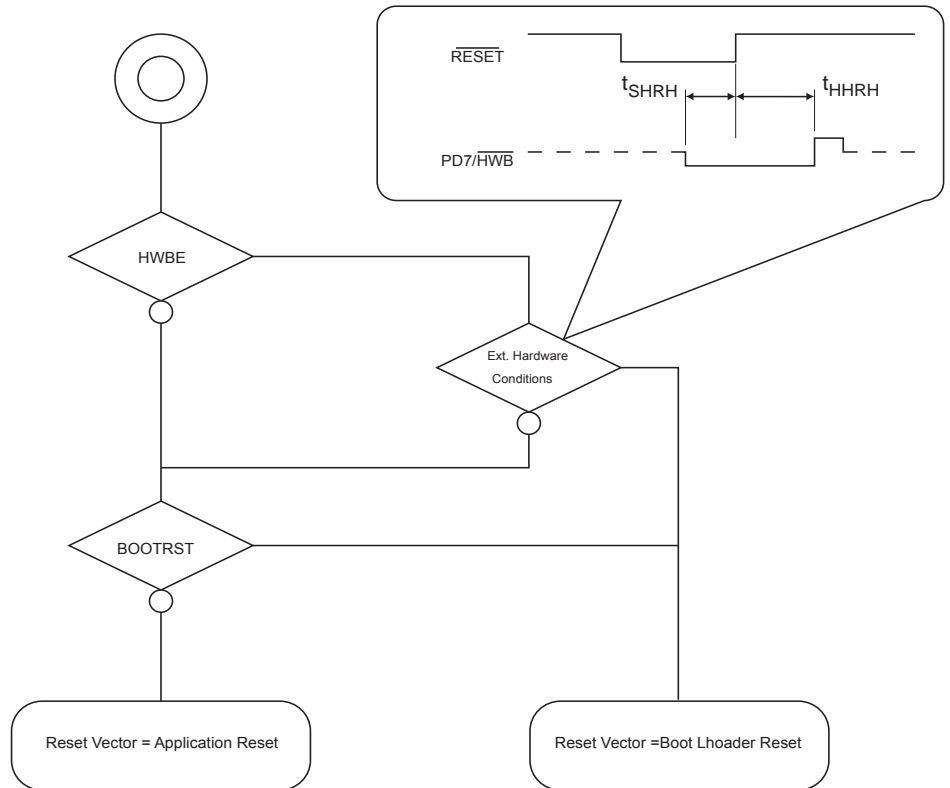 RESET
tSHRH
tHHRH
PD7/HWB
HWBE
Ext. Hardware
Conditions
BOOTRST
Reset Vector = Application Reset
Reset Vector =Boot Lhoader Reset